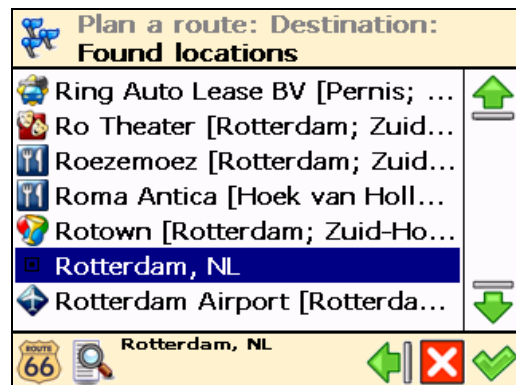 Plan a route: Destination:
Found locations
Ring Auto Lease BV [Pernis; ...
Ro Theater [Rotterdam; Zuid...
Roezemoez [Rotterdam; Zuid...
Roma Antica [Hoek van Holl...
Rotown [Rotterdam; Zuid-Ho...
Rotterdam, NL
Rotterdam Airport [Rotterda...
ROUTE
66
Rotterdam, NL